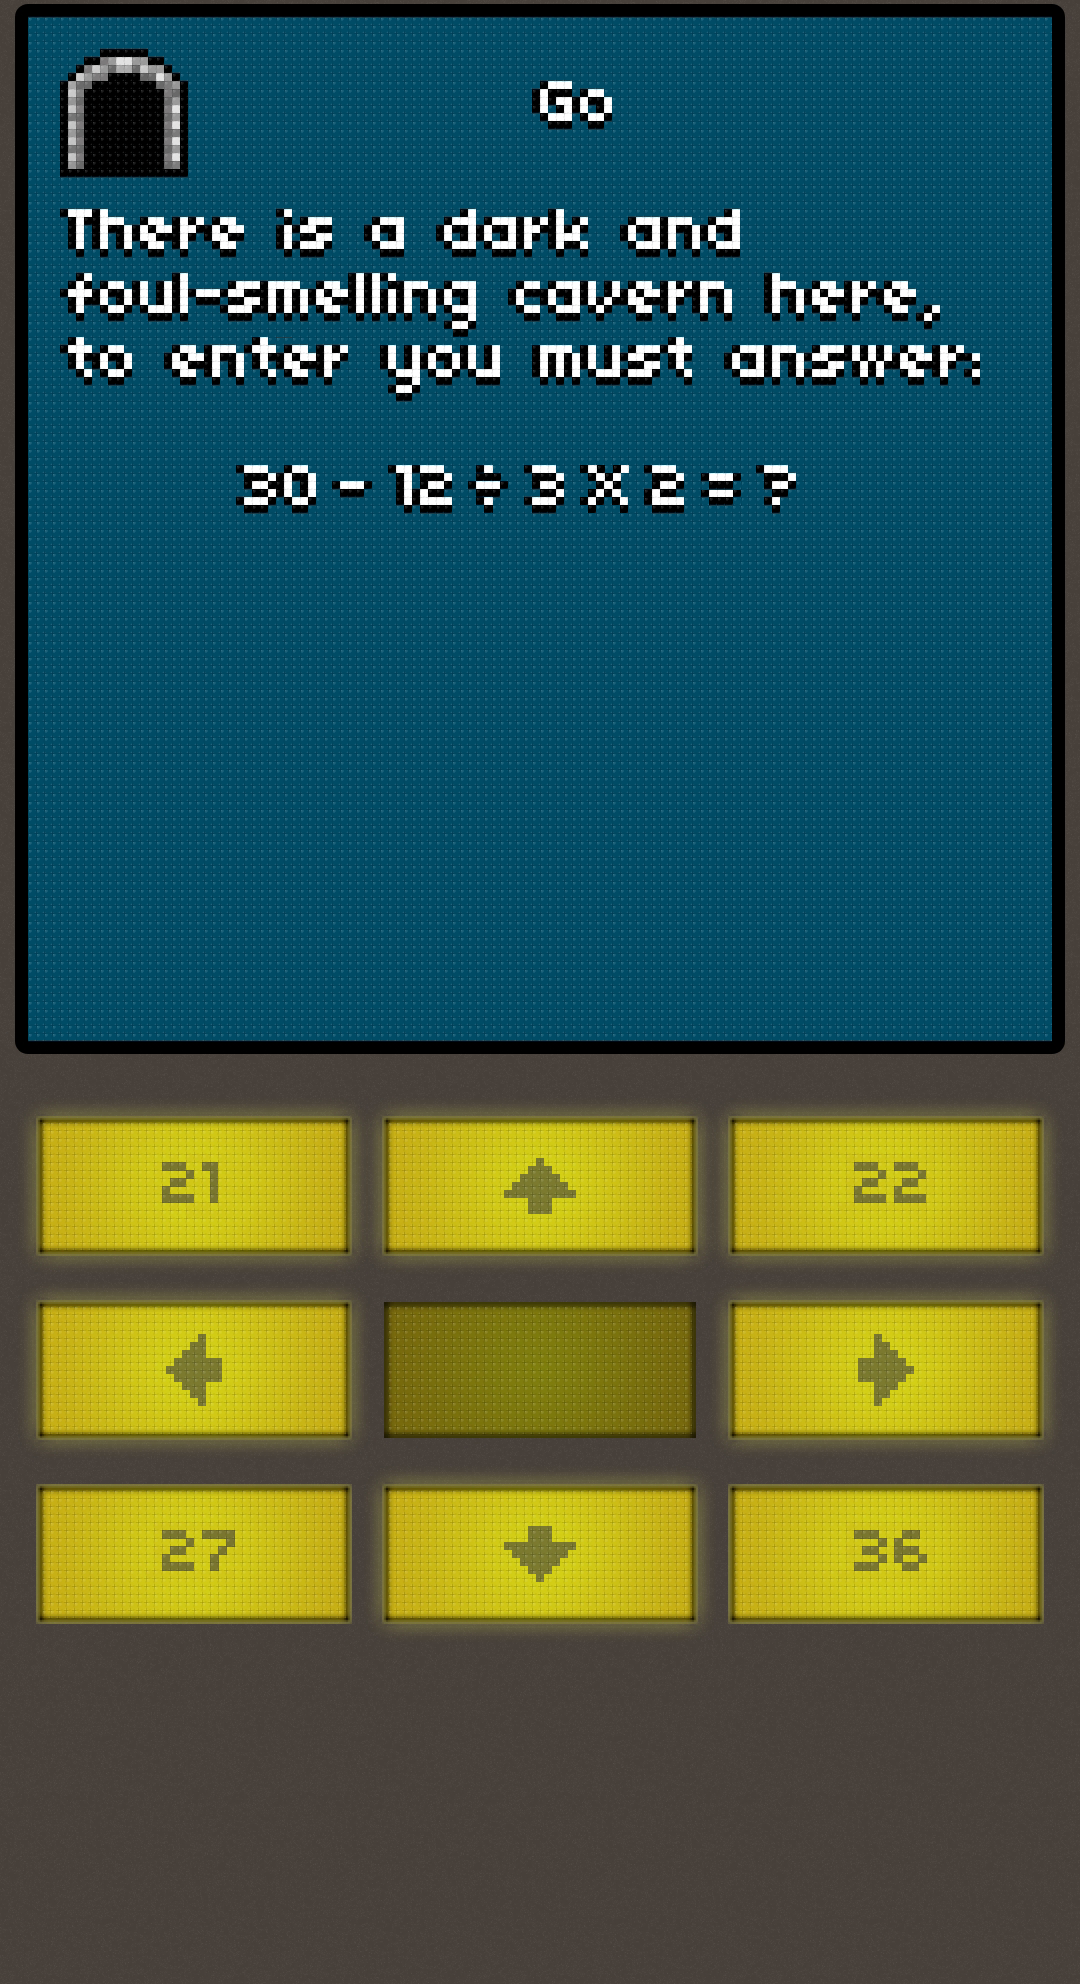 Go
There is a dark and
foul-smelling cavern here,
to enter you must answer:
30 - 12 ÷ 3 X 2 = ?
21
22
27
36